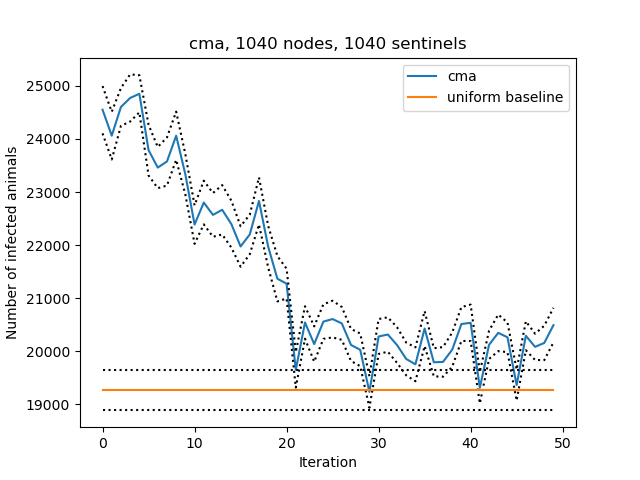 cma, 1040 nodes, 1040 sentinels
cma
uniform baseline
Number of infected animals
25000
24000
23000
22000
21000
20000
19000
0 10 20 30 40 50
Iteration